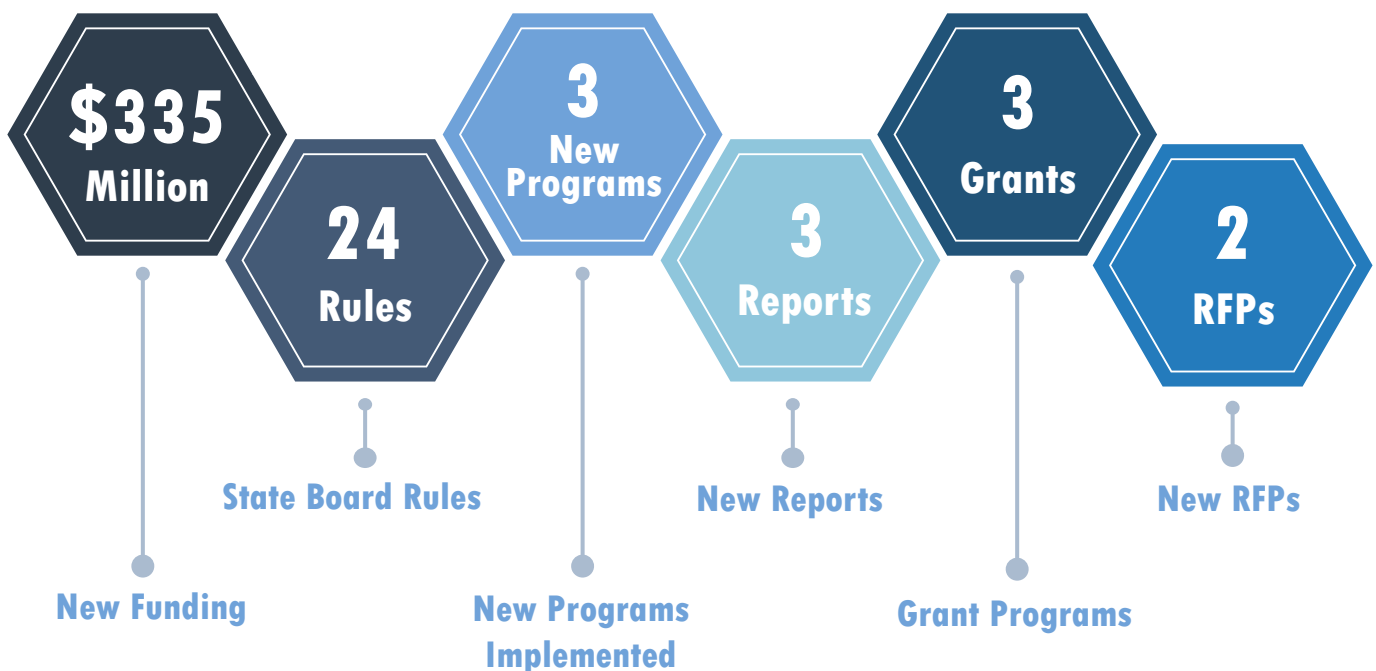 $335
Million
24
Rules
3
New
Programs
3
Reports
3
Grants
2
RFPs
New Funding
State Board Rules
New Programs
Implemented
New Reports
Grant Programs
New RFPs